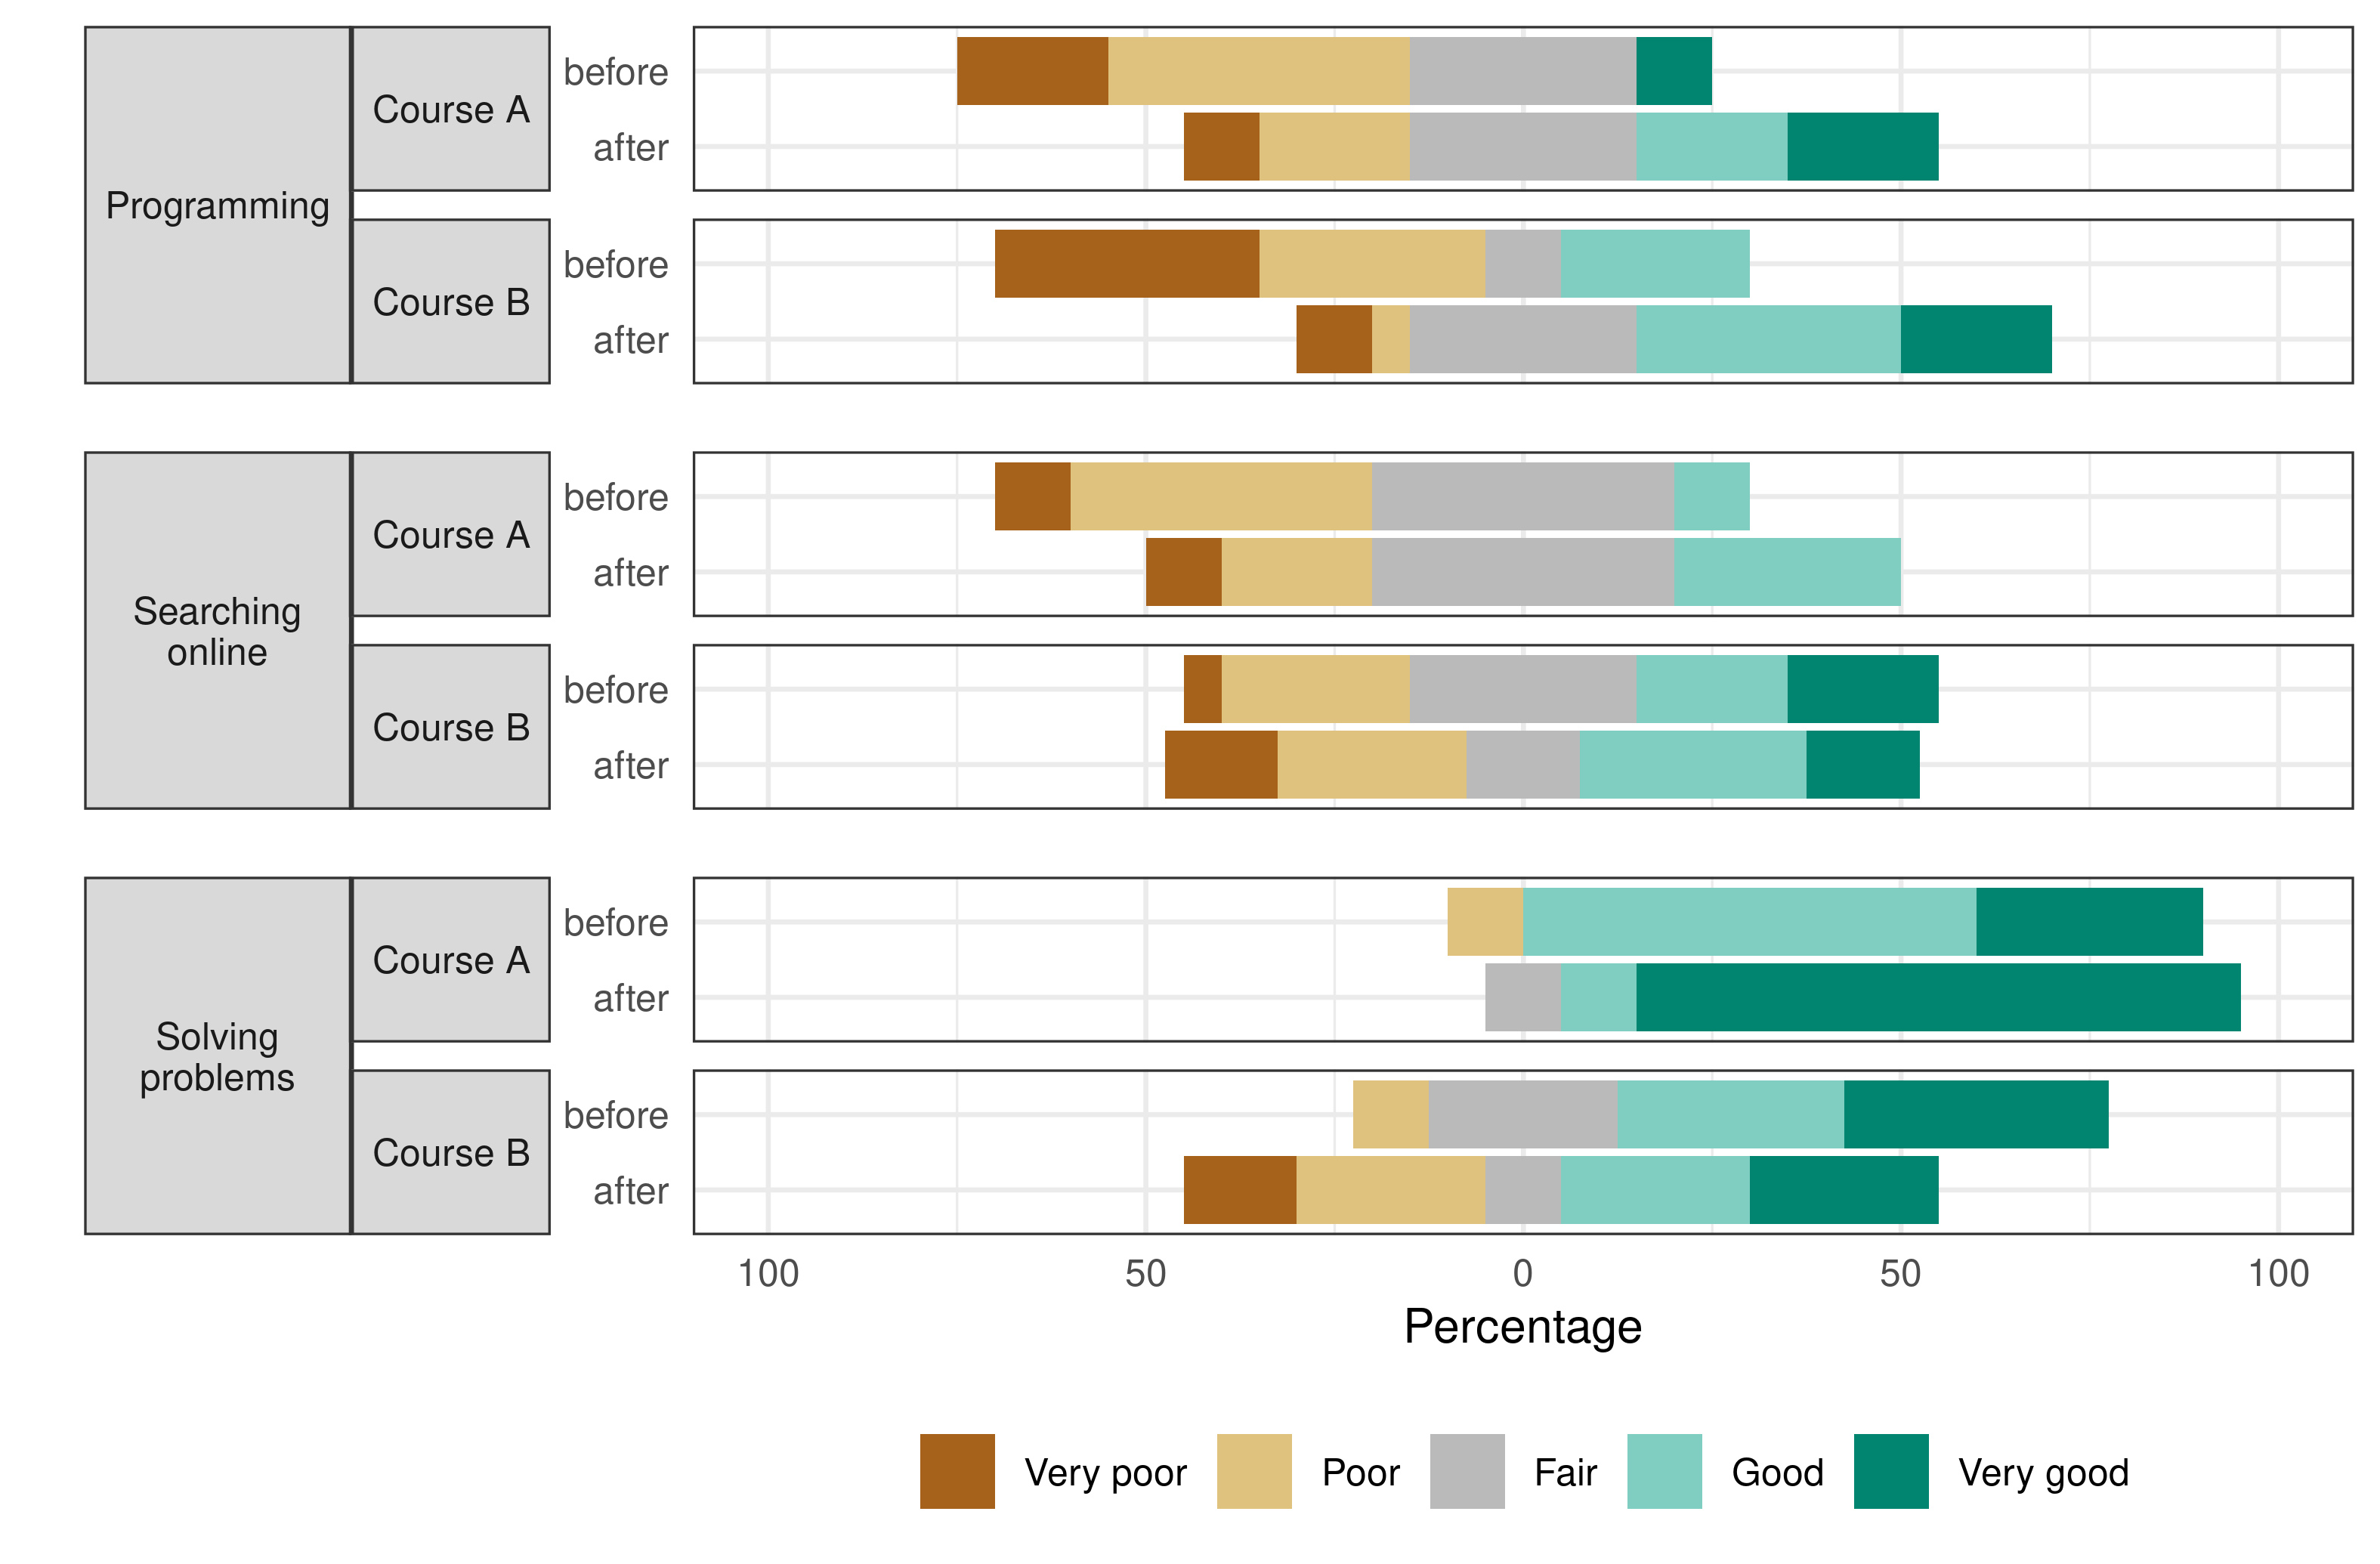 Programming
Course A
before
after
Course B
before
after
Searching
online
Course A
before
after
Course B
before
after
Solving
problems
Course A
before
after
Course B
before
after
100 50 0 50 100
Percentage
Very poor Poor Fair Good Very good